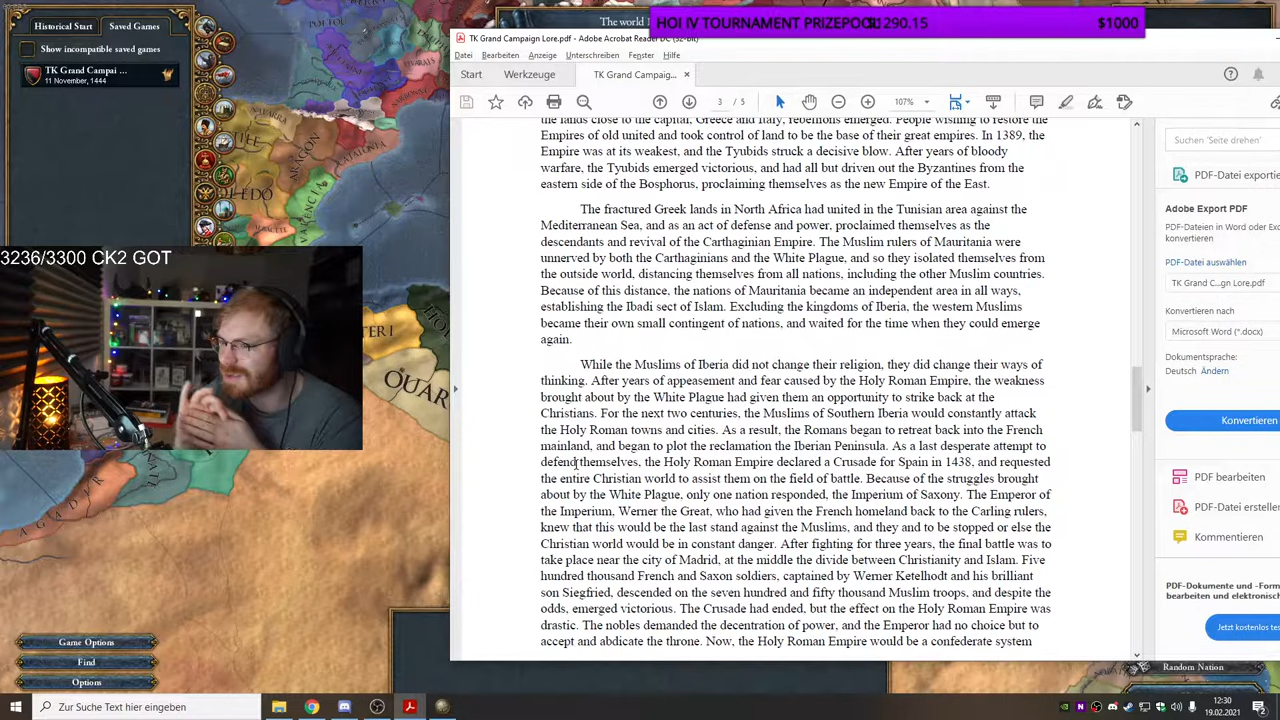 Historical Start
Saved Games
Show incompatible saved games
TK Grand Campai ...
11 November, 1444
The world
HOI IV TOURNAMENT PRIZEPOOL
$1000
TK Grand Campaign Lore.pdf - Adobe Acrobat Reader DC (32-bit)
Datei Bearbeiten Anzeige Unterschreiben Fenster Hilfe
Start Werkzeuge TK Grand Campaig...
3 / 5
107%
the lands close to the capital, Greece and Italy, rebellions emerged. People wishing to restore the
Empires of old united and took control of land to be the base of their great empires. In 1389, the
Empire was at its weakest, and the Tyubids struck a decisive blow. After years of bloody
warfare, the Tyubids emerged victorious, and had all but driven out the Byzantines from the
eastern side of the Bosphorus, proclaiming themselves as the new Empire of the East.
The fractured Greek lands in North Africa had united in the Tunisian area against the
Mediterranean Sea, and as an act of defense and power, proclaimed themselves as the
descendants and revival of the Carthaginian Empire. The Muslim rulers of Mauritania were
unnerved by both the Carthaginians and the White Plague, and so they isolated themselves from
the outside world, distancing themselves from all nations, including the other Muslim countries.
Because of this distance, the nations of Mauritania became an independent area in all ways,
establishing the Ibadi sect of Islam. Excluding the kingdoms of Iberia, the western Muslims
became their own small contingent of nations, and waited for the time when they could emerge
again.
While the Muslims of Iberia did not change their religion, they did change their ways of
thinking. After years of appeasement and fear caused by the Holy Roman Empire, the weakness
brought about by the White Plague had given them an opportunity to strike back at the
Christians. For the next two centuries, the Muslims of Southern Iberia would constantly attack
the Holy Roman towns and cities. As a result, the Romans began to retreat back into the French
mainland, and began to plot the reclamation the Iberian Peninsula. As a last desperate attempt to
defend themselves, the Holy Roman Empire declared a Crusade for Spain in 1438, and requested
the entire Christian world to assist them on the field of battle. Because of the struggles brought
about by the White Plague, only one nation responded, the Imperium of Saxony. The Emperor of
the Imperium, Werner the Great, who had given the French homeland back to the Carling rulers,
knew that this would be the last stand against the Muslims, and they and to be stopped or else the
Christian world would be in constant danger. After fighting for three years, the final battle was to
take place near the city of Madrid, at the middle the divide between Christianity and Islam. Five
hundred thousand French and Saxon soldiers, captained by Werner Ketelhodt and his brilliant
son Siegfried, descended on the seven hundred and fifty thousand Muslim troops, and despite the
odds, emerged victorious. The Crusade had ended, but the effect on the Holy Roman Empire was
drastic. The nobles demanded the decentration of power, and the Emperor had no choice but to
accept and abdicate the throne. Now, the Holy Roman Empire would be a confederate system
Suchen 'Seite drehen'
PDF-Datei exportie
Adobe Export PDF
PDF-Dateien in Word oder Exc
konvertieren
PDF-Datei auswählen
TK Grand C...gn Lore.pdf
Konvertieren nach
Microsoft Word (*.docx)
Dokumentsprache:
Deutsch Ändern
Konvertieren
PDF bearbeiten
PDF-Datei erstellen
Kommentieren
PDF-Dokumente und -Form
bearbeiten und elektronisch
Jetzt kostenlos tes
3236/3300 CK2 GOT
ARAGON
CATALONIA
VALENCIA
AGADIR
QUAR
Game Options
Find
Options
Random Nation
Zur Suche Text hier eingeben
12:30
19.02.2021